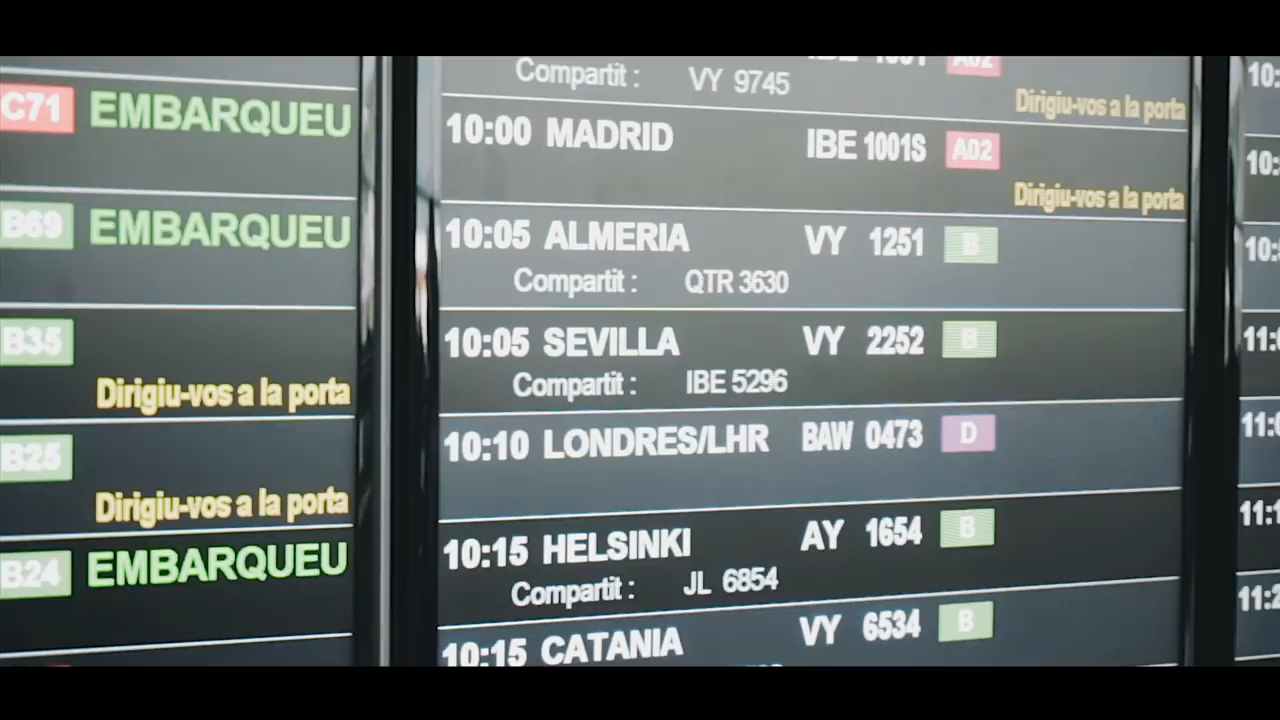 C71 EMBARQUEU
B69 EMBARQUEU
B35
Dirigiu-vos a la porta
B25
Dirigiu-vos a la porta
B24 EMBARQUEU
Compartit : VY 9745
Dirigiu-vos a la porta
10:00 MADRID IBE 1001S A02
Dirigiu-vos a la porta
10:05 ALMERIA VY 1251 B
Compartit : QTR 3630
10:05 SEVILLA VY 2252 B
Compartit : IBE 5296
10:10 LONDRES/LHR BAW 0473 D
10:15 HELSINKI AY 1654 B
Compartit : JL 6854
10:15 CATANIA VY 6534 B